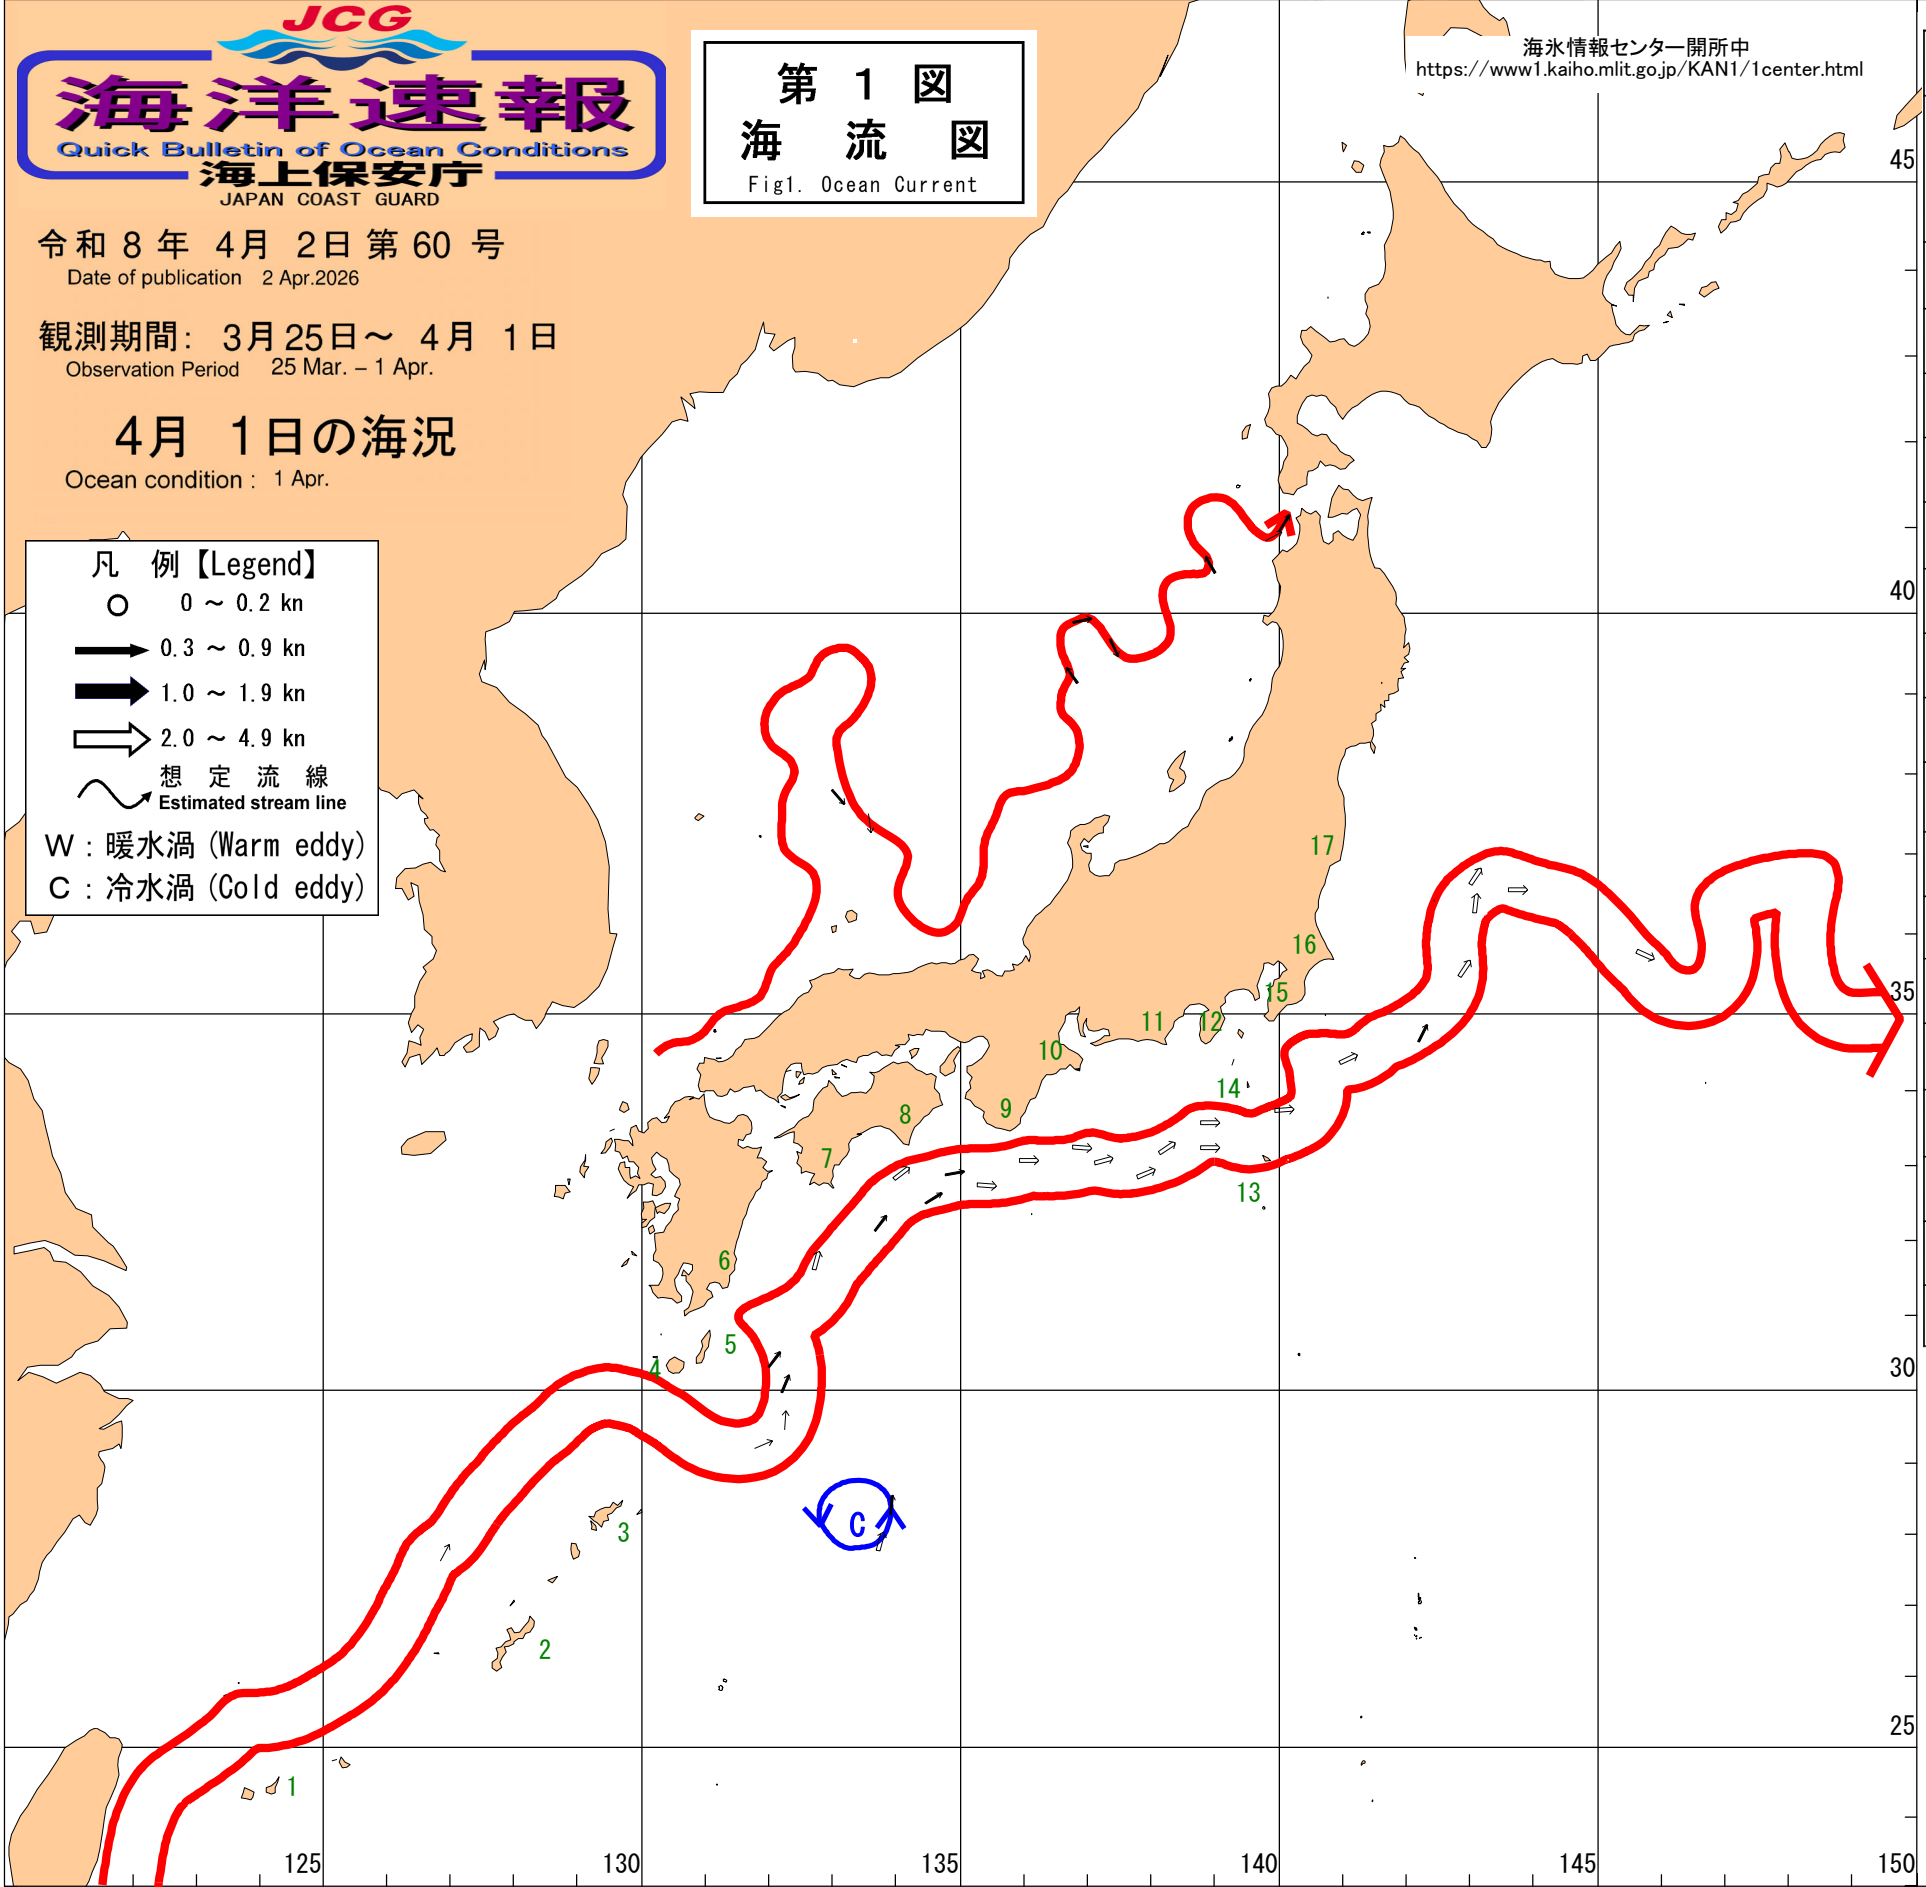 JCG
海洋速報
Quick Bulletin of Ocean Conditions
海上保安庁
JAPAN COAST GUARD
令和 8 年 4月 2日 第 60 号
Date of publication 2 Apr.2026
観測期間: 3月 25日～ 4月 1日
Observation Period 25 Mar. – 1 Apr.
4月 1日の海況
Ocean condition : 1 Apr.
第 1 図
海 流 図
Fig1. Ocean Current
海氷情報センター開所中
https://www1.kaiho.mlit.go.jp/KAN1/1center.html
凡 例【Legend】
0 ～ 0.2 kn
0.3 ～ 0.9 kn
1.0 ～ 1.9 kn
2.0 ～ 4.9 kn
想 定 流 線
Estimated stream line
W : 暖水渦 (Warm eddy)
C : 冷水渦 (Cold eddy)
45
40
17
16
35
15
12
11
10
14
9
8
7
13
6
5
4
30
3
C
2
25
1
125
130
135
140
145
150